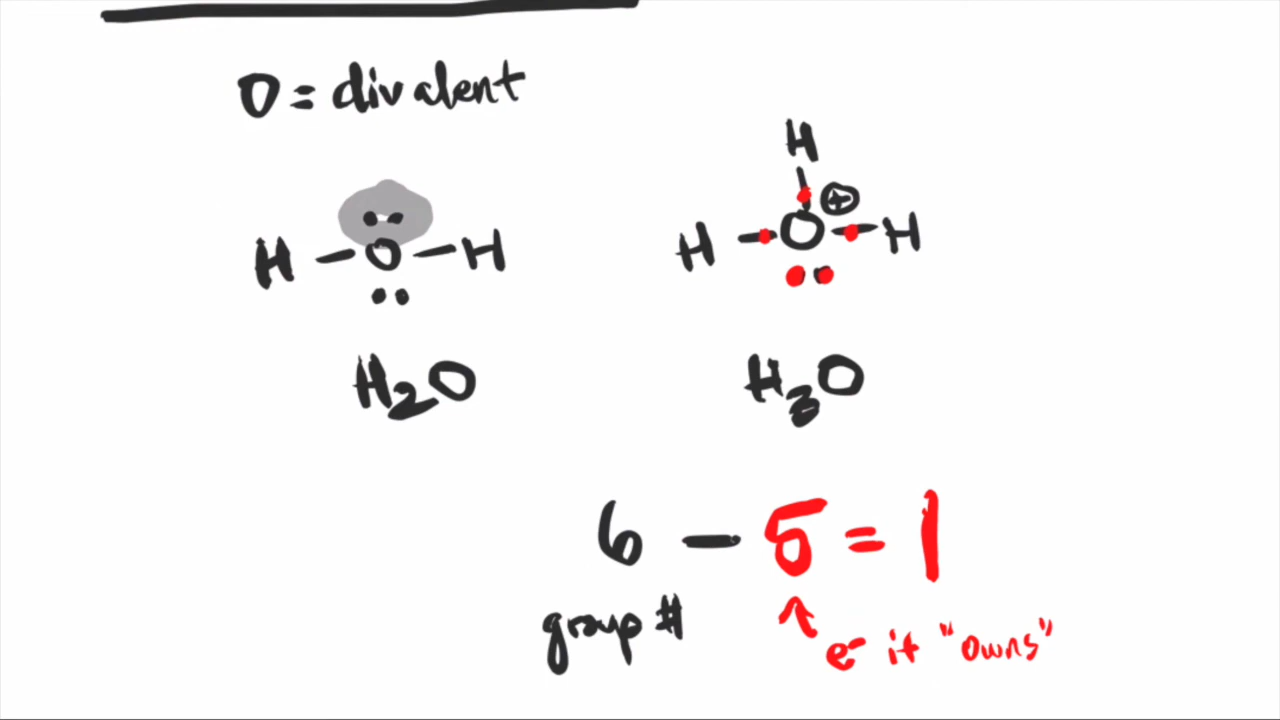 O = divalent
H
⊕
H – O – H
H – O – H
H₂O
H₃O
6 – 5 = 1
group #
e⁻ it "owns"